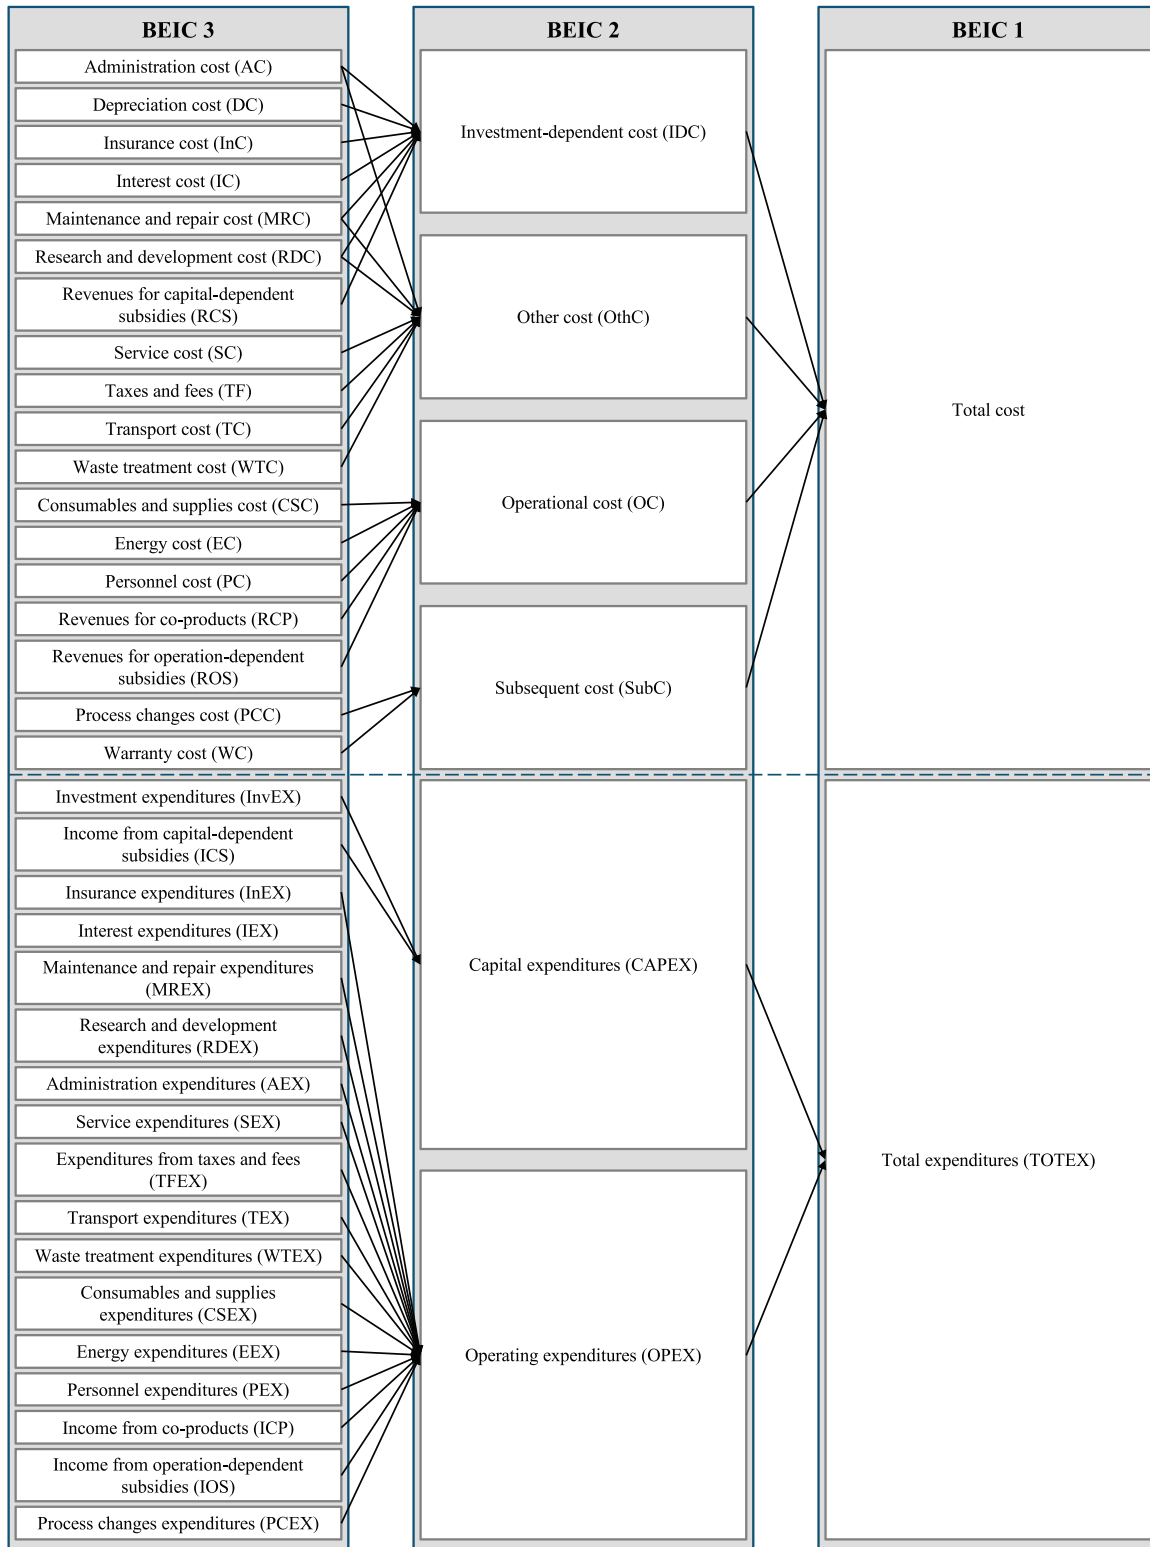 BEIC 3
Administration cost (AC)
Depreciation cost (DC)
Insurance cost (InC)
Interest cost (IC)
Maintenance and repair cost (MRC)
Research and development cost (RDC)
Revenues for capital-dependent
subsidies (RCS)
Service cost (SC)
Taxes and fees (TF)
Transport cost (TC)
Waste treatment cost (WTC)
Consumables and supplies cost (CSC)
Energy cost (EC)
Personnel cost (PC)
Revenues for co-products (RCP)
Revenues for operation-dependent
subsidies (ROS)
Process changes cost (PCC)
Warranty cost (WC)
Investment expenditures (InvEX)
Income from capital-dependent
subsidies (ICS)
Insurance expenditures (InEX)
Interest expenditures (IEX)
Maintenance and repair expenditures
(MREX)
Research and development
expenditures (RDEX)
Administration expenditures (AEX)
Service expenditures (SEX)
Expenditures from taxes and fees
(TFEX)
Transport expenditures (TEX)
Waste treatment expenditures (WTEX)
Consumables and supplies
expenditures (CSEX)
Energy expenditures (EEX)
Personnel expenditures (PEX)
Income from co-products (ICP)
Income from operation-dependent
subsidies (IOS)
Process changes expenditures (PCEX)
BEIC 2
Investment-dependent cost (IDC)
Other cost (OthC)
Operational cost (OC)
Subsequent cost (SubC)
Capital expenditures (CAPEX)
Operating expenditures (OPEX)
BEIC 1
Total cost
Total expenditures (TOTEX)